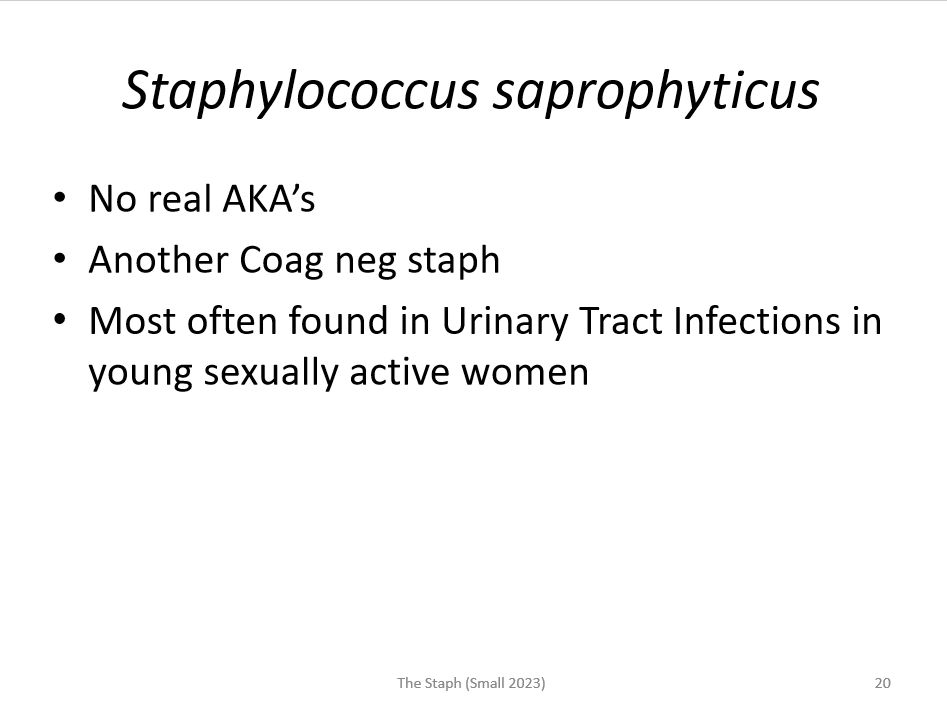 Staphylococcus saprophyticus
• No real AKA’s
• Another Coag neg staph
• Most often found in Urinary Tract Infections in
young sexually active women
The Staph (Small 2023)
20